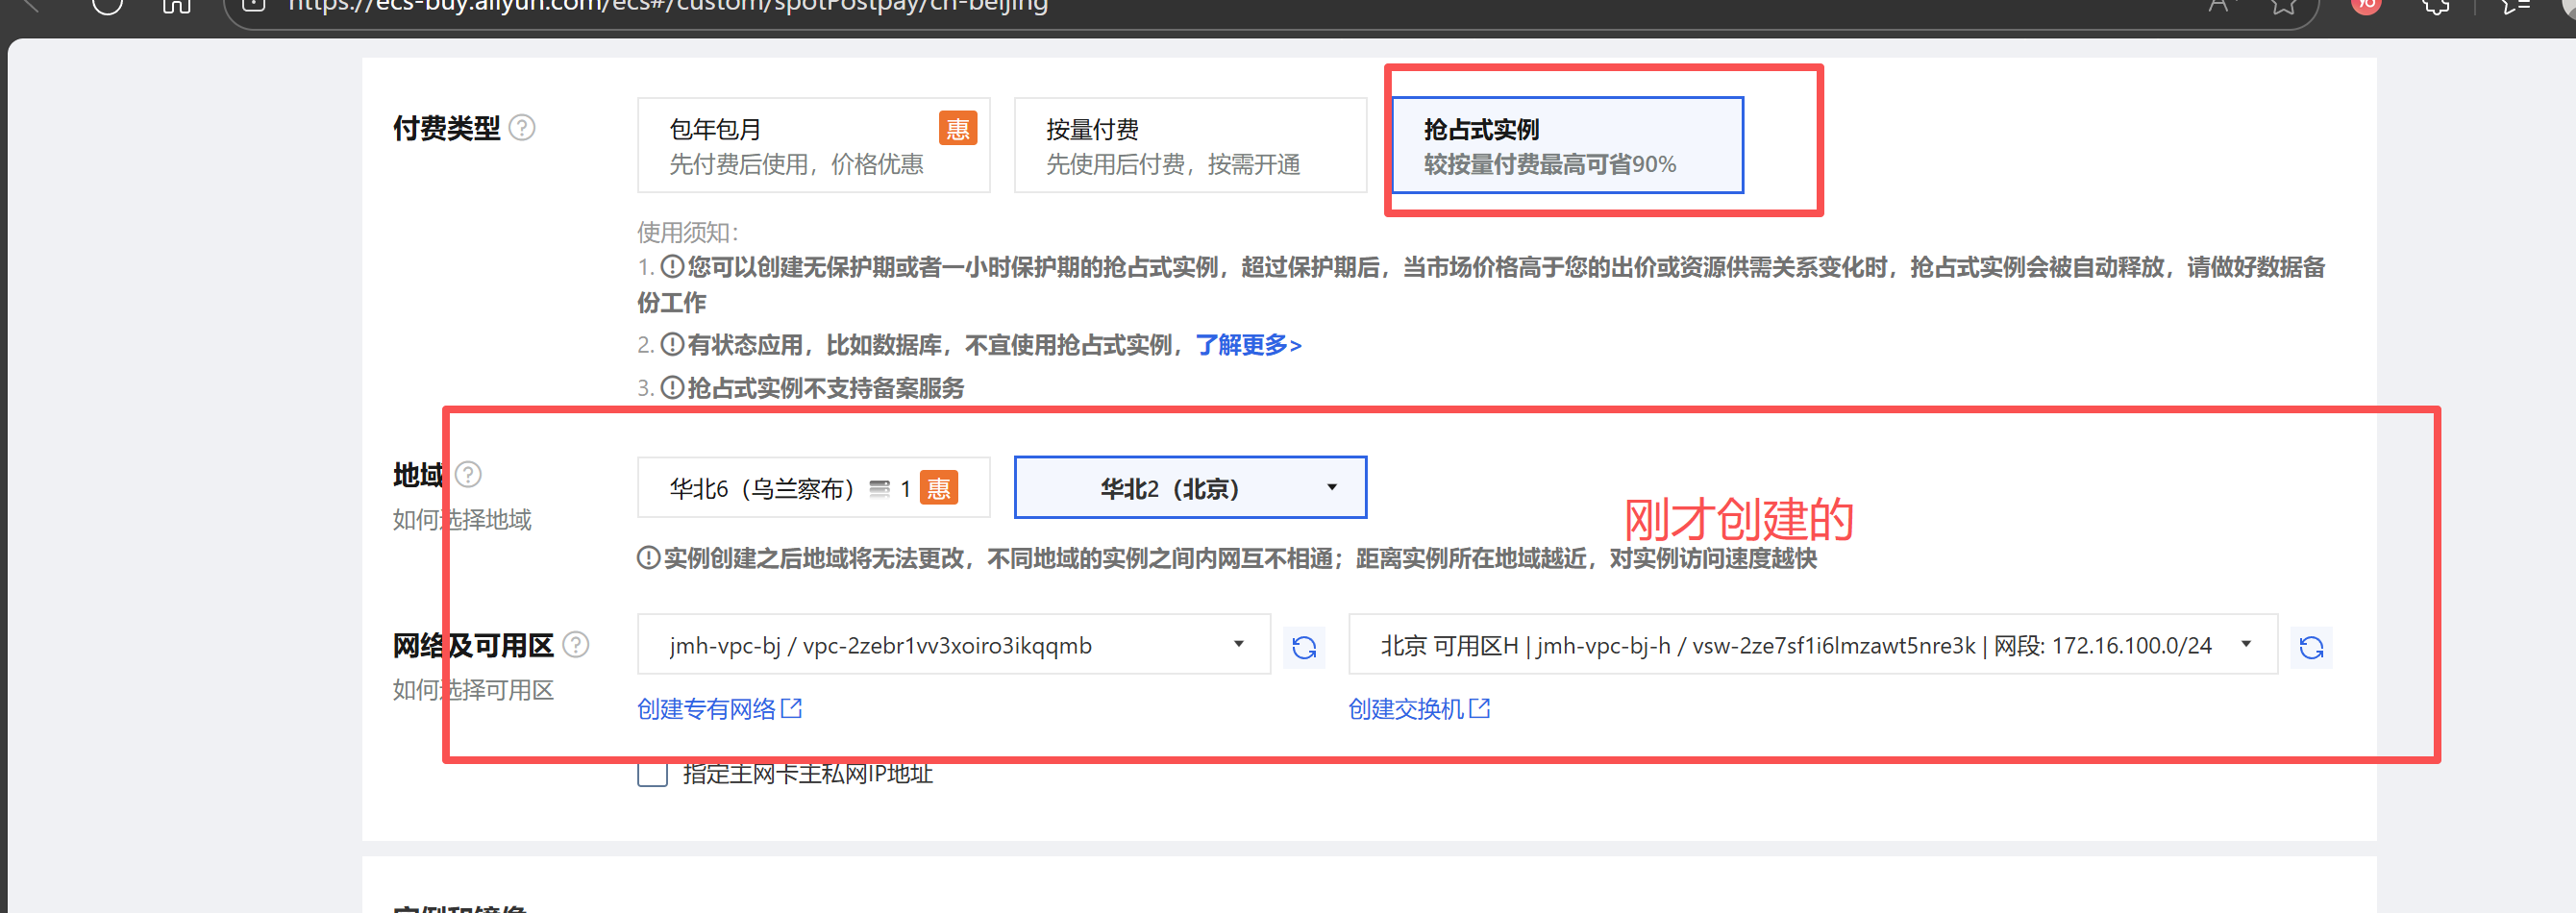 https://ecs-buy.aliyun.com/ecs#/custom/spotPostpay/cn-beijing
付费类型
包年包月 惠
先付费后使用，价格优惠
按量付费
先使用后付费，按需开通
抢占式实例
较按量付费最高可省90%
使用须知：
1. 您可以创建无保护期或者一小时保护期的抢占式实例，超过保护期后，当市场价格高于您的出价或资源供需关系变化时，抢占式实例会被自动释放，请做好数据备
份工作
2. 有状态应用，比如数据库，不宜使用抢占式实例，了解更多>
3. 抢占式实例不支持备案服务
地域
如何选择地域
华北6（乌兰察布） 1 惠
华北2（北京）
刚才创建的
实例创建之后地域将无法更改，不同地域的实例之间内网互不相通；距离实例所在地域越近，对实例访问速度越快
网络及可用区
如何选择可用区
jmh-vpc-bj / vpc-2zebr1vv3xoiro3ikqqmb
北京 可用区H | jmh-vpc-bj-h / vsw-2ze7sf1i6lmzawt5nre3k | 网段: 172.16.100.0/24
创建专有网络
创建交换机
指定主网卡主私网IP地址
实例和镜像